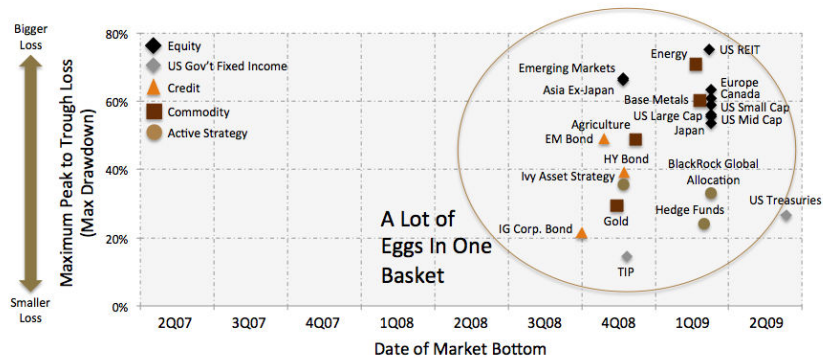 Bigger
Loss
Smaller
Loss
Maximum Peak to Trough Loss
(Max Drawdown)
80%
60%
40%
20%
0%
Equity
US Gov't Fixed Income
Credit
Commodity
Active Strategy
Energy
US REIT
Emerging Markets
Asia Ex-Japan
Europe
Canada
Base Metals
US Small Cap
US Large Cap
US Mid Cap
Japan
Agriculture
EM Bond
HY Bond
BlackRock Global
Allocation
Ivy Asset Strategy
US Treasuries
Hedge Funds
Gold
IG Corp. Bond
TIP
A Lot of
Eggs In One
Basket
2Q07
3Q07
4Q07
1Q08
2Q08
3Q08
4Q08
1Q09
2Q09
Date of Market Bottom